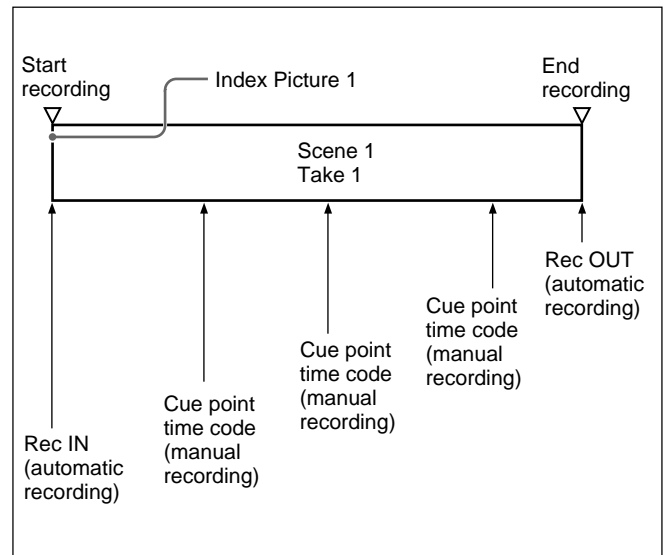 Start
recording
Index Picture 1
End
recording
Scene 1
Take 1
Rec IN
(automatic
recording)
Cue point
time code
(manual
recording)
Cue point
time code
(manual
recording)
Cue point
time code
(manual
recording)
Rec OUT
(automatic
recording)